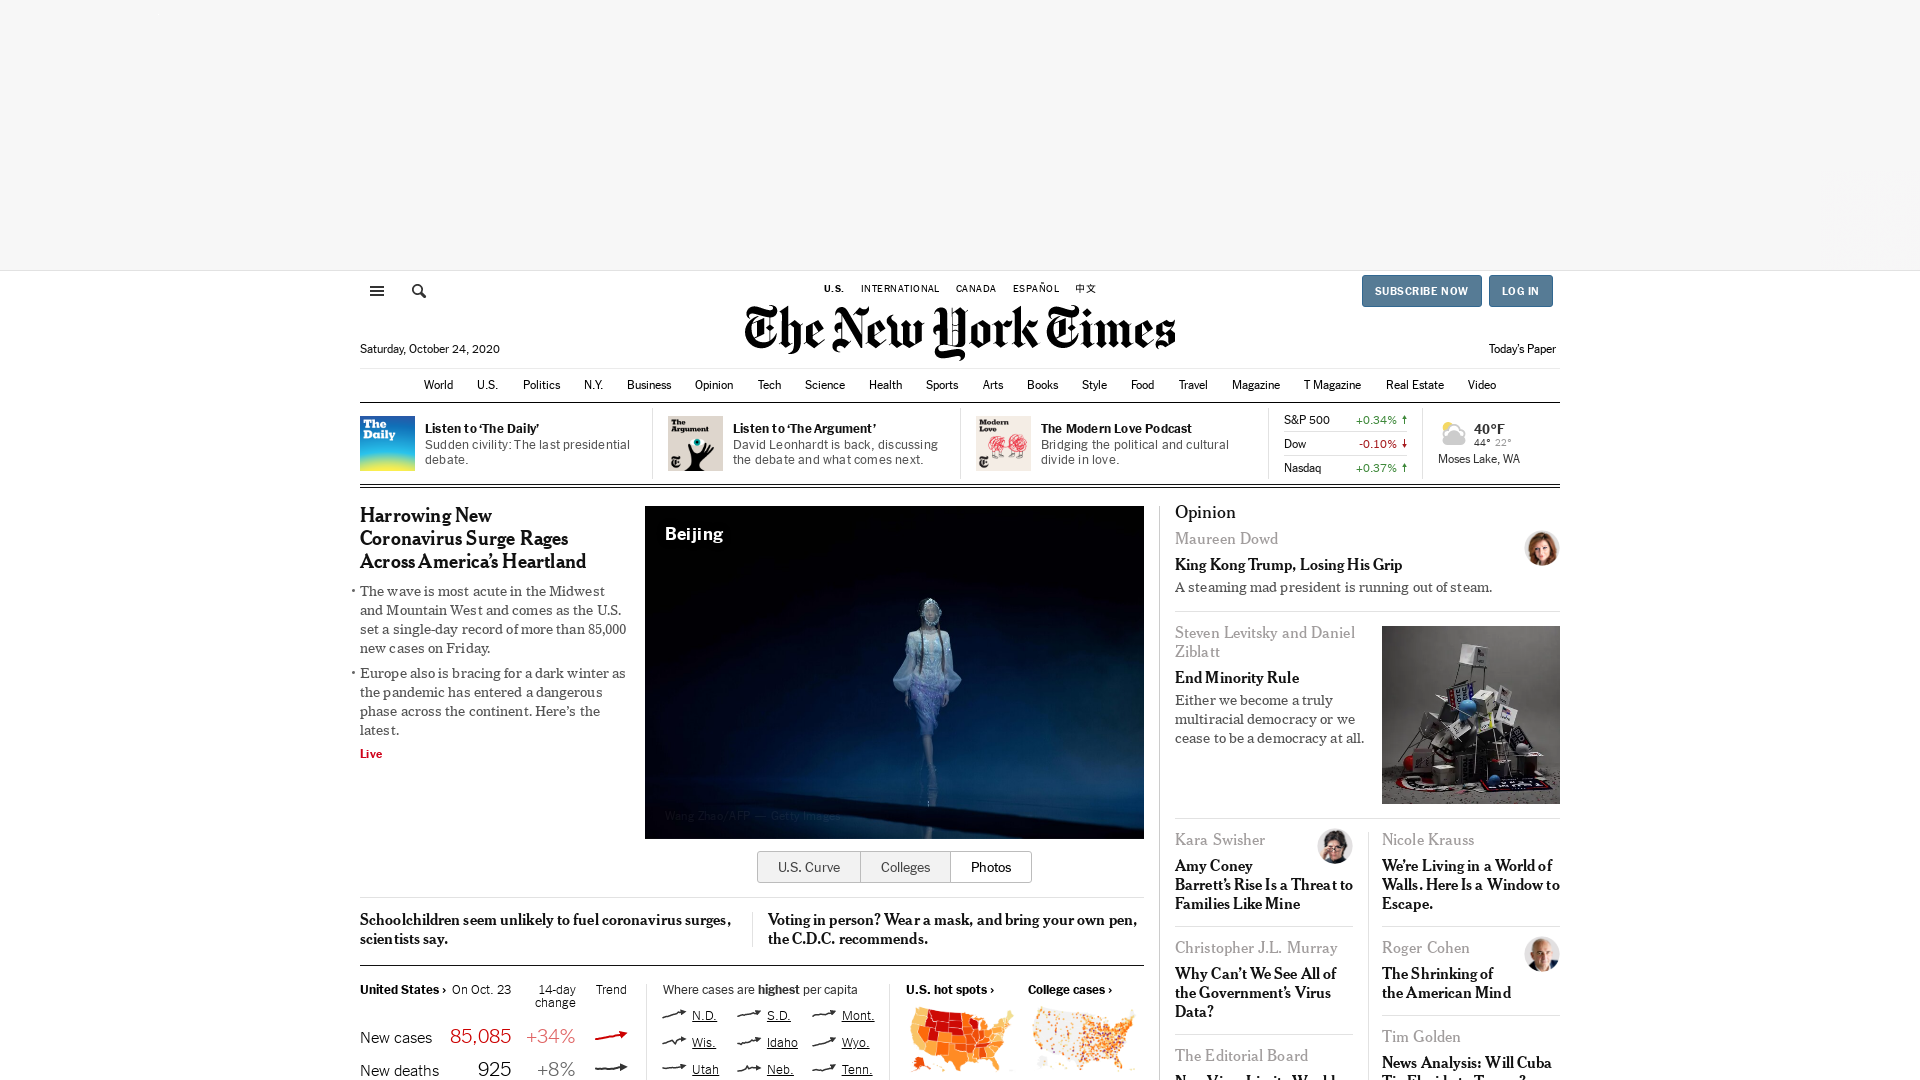 U.S.
INTERNATIONAL
CANADA
ESPAÑOL
中文
SUBSCRIBE NOW
LOG IN
The New York Times
Saturday, October 24, 2020
Today's Paper
World
U.S.
Politics
N.Y.
Business
Opinion
Tech
Science
Health
Sports
Arts
Books
Style
Food
Travel
Magazine
T Magazine
Real Estate
Video
The
Daily
Listen to ‘The Daily’
Sudden civility: The last presidential
debate.
The
Argument
Listen to ‘The Argument’
David Leonhardt is back, discussing
the debate and what comes next.
Modern
Love
The Modern Love Podcast
Bridging the political and cultural
divide in love.
S&P 500 +0.34%
Dow -0.10%
Nasdaq +0.37%
40°F
44° 22°
Moses Lake, WA
Harrowing New
Coronavirus Surge Rages
Across America’s Heartland
• The wave is most acute in the Midwest
and Mountain West and comes as the U.S.
set a single-day record of more than 85,000
new cases on Friday.
• Europe also is bracing for a dark winter as
the pandemic has entered a dangerous
phase across the continent. Here’s the
latest.
Live
Beijing
Wang Zhao/AFP — Getty Images
U.S. Curve
Colleges
Photos
Schoolchildren seem unlikely to fuel coronavirus surges,
scientists say.
Voting in person? Wear a mask, and bring your own pen,
the C.D.C. recommends.
United States › On Oct. 23 14-day change Trend
New cases 85,085 +34%
New deaths 925 +8%
Where cases are highest per capita
N.D. S.D. Mont.
Wis. Idaho Wyo.
Utah Neb. Tenn.
U.S. hot spots ›
College cases ›
Opinion
Maureen Dowd
King Kong Trump, Losing His Grip
A steaming mad president is running out of steam.
Steven Levitsky and Daniel
Ziblatt
End Minority Rule
Either we become a truly
multiracial democracy or we
cease to be a democracy at all.
Kara Swisher
Amy Coney
Barrett’s Rise Is a Threat to
Families Like Mine
Nicole Krauss
We’re Living in a World of
Walls. Here Is a Window to
Escape.
Christopher J.L. Murray
Why Can’t We See All of
the Government’s Virus
Data?
Roger Cohen
The Shrinking of
the American Mind
The Editorial Board
Tim Golden
News Analysis: Will Cuba